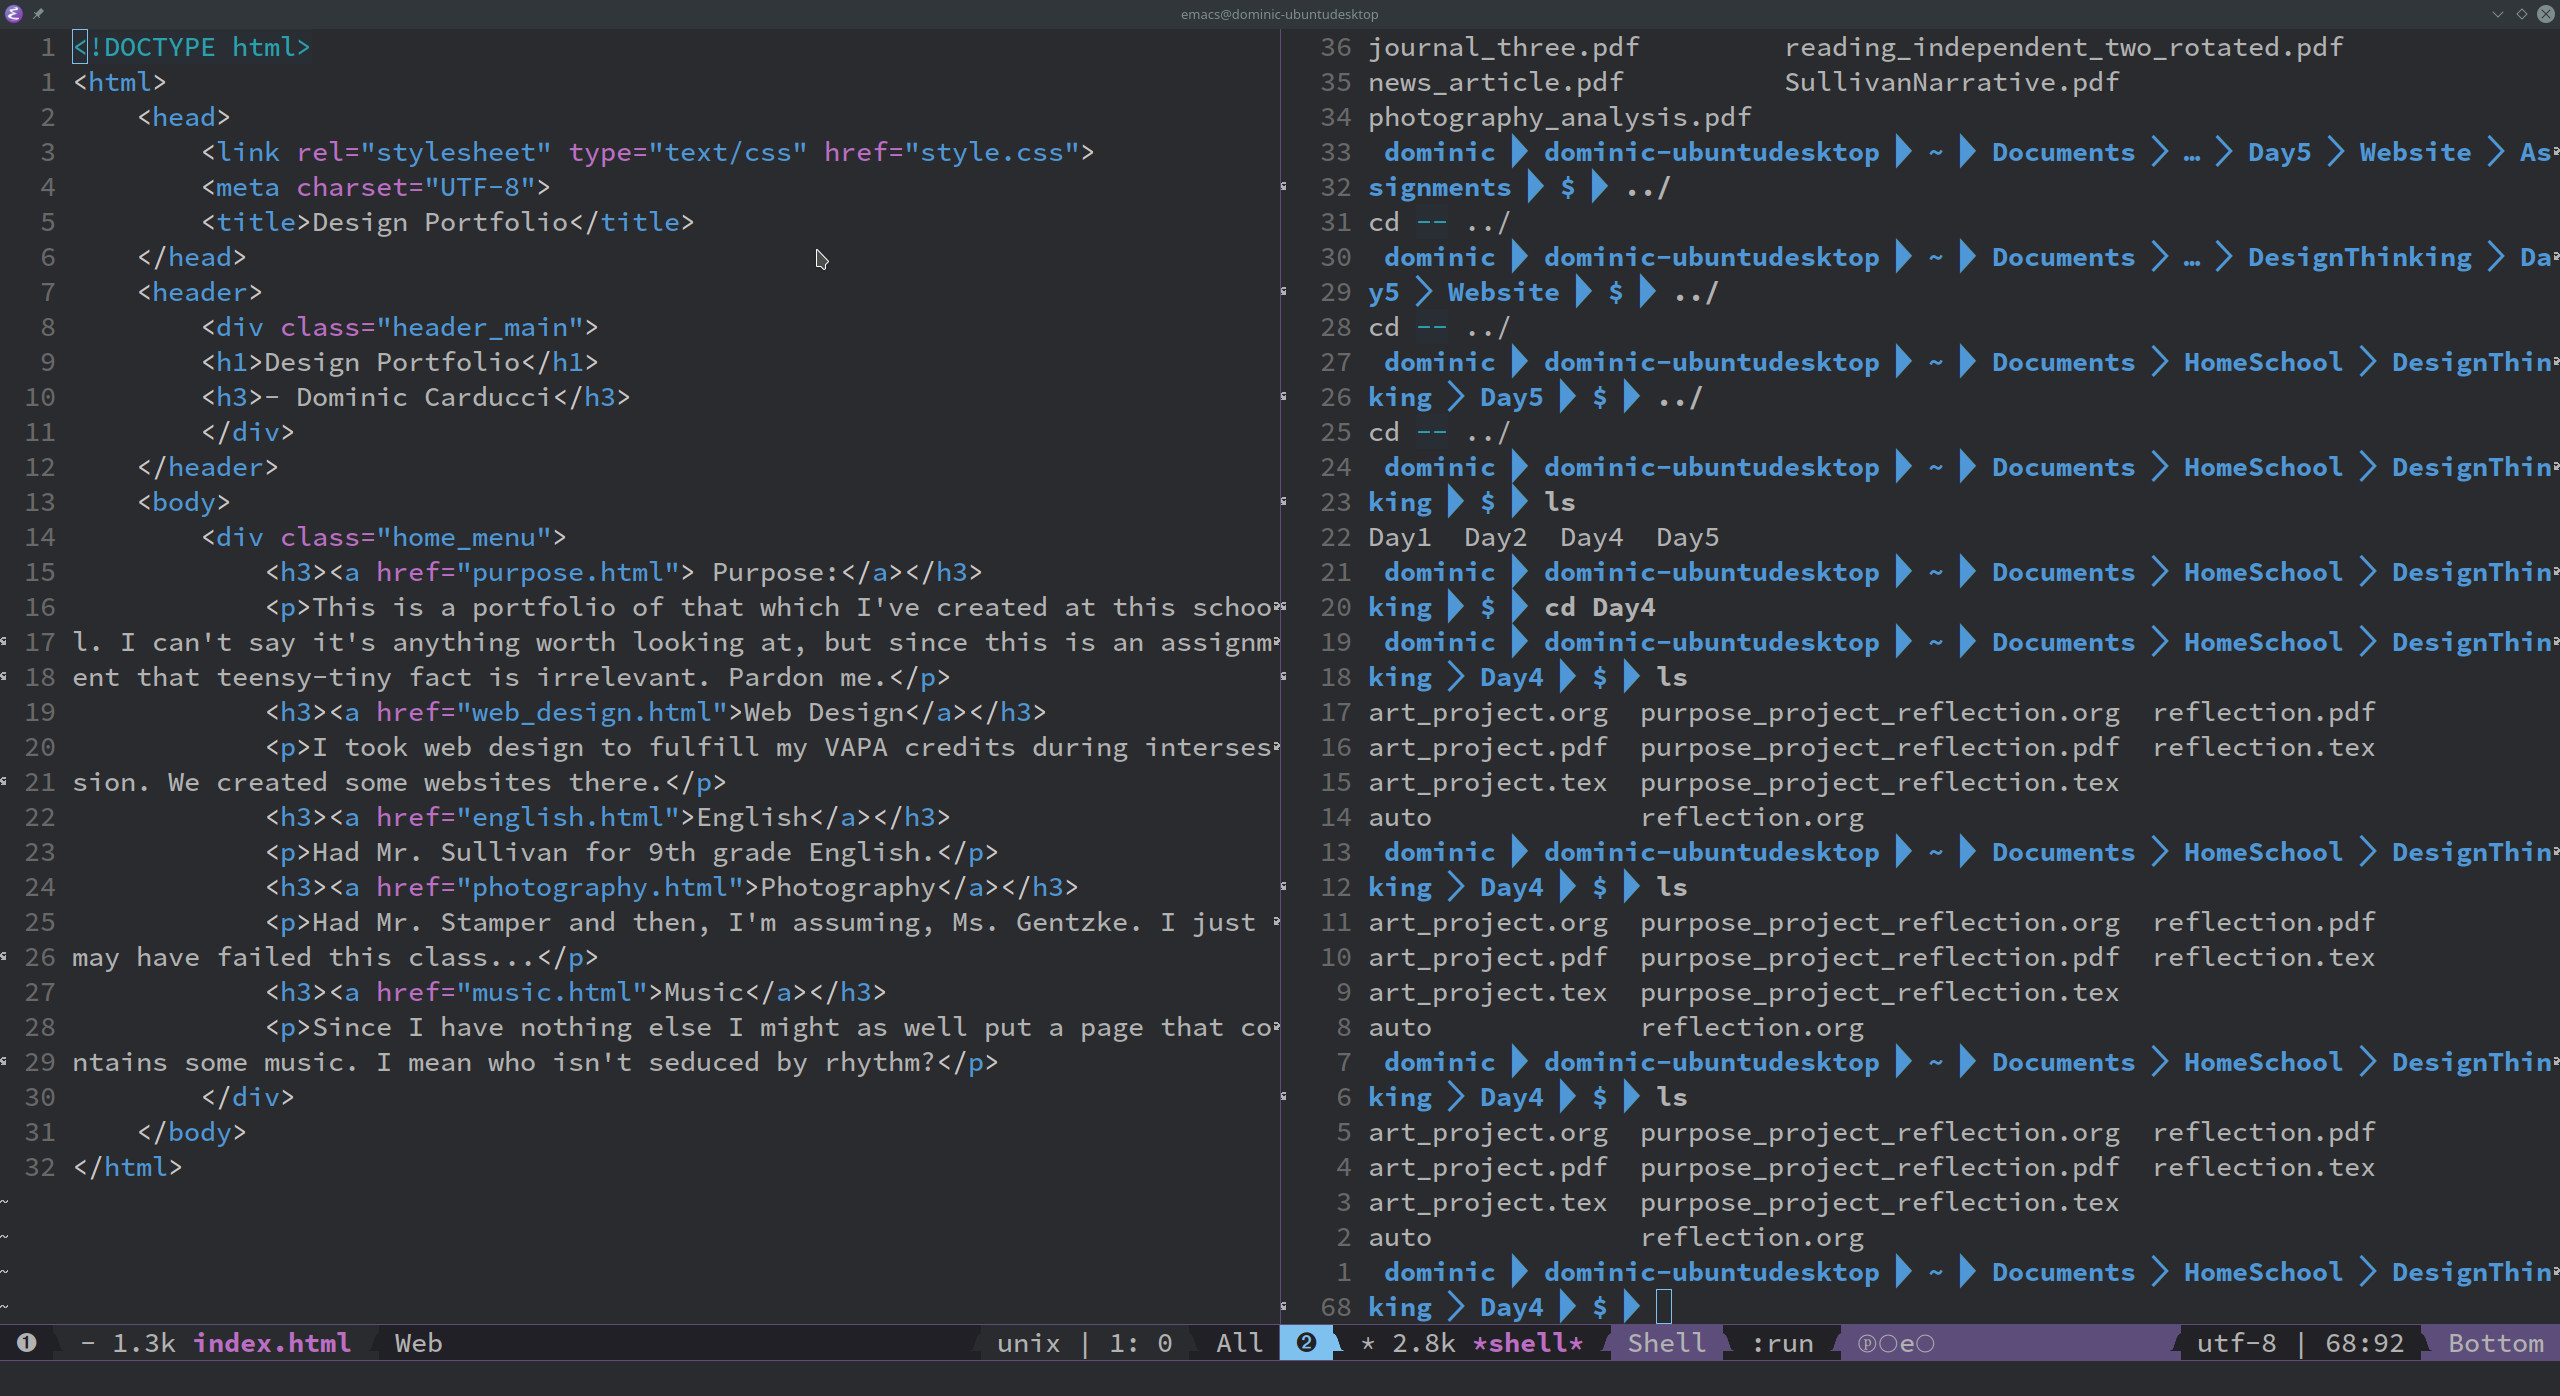 emacs@dominic-ubuntudesktop
1 <!DOCTYPE html>
1 <html>
2 <head>
3 <link rel="stylesheet" type="text/css" href="style.css">
4 <meta charset="UTF-8">
5 <title>Design Portfolio</title>
6 </head>
7 <header>
8 <div class="header_main">
9 <h1>Design Portfolio</h1>
10 <h3>- Dominic Carducci</h3>
11 </div>
12 </header>
13 <body>
14 <div class="home_menu">
15 <h3><a href="purpose.html"> Purpose:</a></h3>
16 <p>This is a portfolio of that which I've created at this schoo
17 l. I can't say it's anything worth looking at, but since this is an assignm
18 ent that teensy-tiny fact is irrelevant. Pardon me.</p>
19 <h3><a href="web_design.html">Web Design</a></h3>
20 <p>I took web design to fulfill my VAPA credits during interses
21 sion. We created some websites there.</p>
22 <h3><a href="english.html">English</a></h3>
23 <p>Had Mr. Sullivan for 9th grade English.</p>
24 <h3><a href="photography.html">Photography</a></h3>
25 <p>Had Mr. Stamper and then, I'm assuming, Ms. Gentzke. I just
26 may have failed this class...</p>
27 <h3><a href="music.html">Music</a></h3>
28 <p>Since I have nothing else I might as well put a page that co
29 ntains some music. I mean who isn't seduced by rhythm?</p>
30 </div>
31 </body>
32 </html>
~
~
~
~
❶ - 1.3k index.html Web unix | 1: 0 All
36 journal_three.pdf reading_independent_two_rotated.pdf
35 news_article.pdf SullivanNarrative.pdf
34 photography_analysis.pdf
33 dominic dominic-ubuntudesktop ~ Documents … Day5 Website As
32 signments $ ../
31 cd -- ../
30 dominic dominic-ubuntudesktop ~ Documents … DesignThinking Da
29 y5 Website $ ../
28 cd -- ../
27 dominic dominic-ubuntudesktop ~ Documents HomeSchool DesignThin
26 king Day5 $ ../
25 cd -- ../
24 dominic dominic-ubuntudesktop ~ Documents HomeSchool DesignThin
23 king $ ls
22 Day1 Day2 Day4 Day5
21 dominic dominic-ubuntudesktop ~ Documents HomeSchool DesignThin
20 king $ cd Day4
19 dominic dominic-ubuntudesktop ~ Documents HomeSchool DesignThin
18 king Day4 $ ls
17 art_project.org purpose_project_reflection.org reflection.pdf
16 art_project.pdf purpose_project_reflection.pdf reflection.tex
15 art_project.tex purpose_project_reflection.tex
14 auto reflection.org
13 dominic dominic-ubuntudesktop ~ Documents HomeSchool DesignThin
12 king Day4 $ ls
11 art_project.org purpose_project_reflection.org reflection.pdf
10 art_project.pdf purpose_project_reflection.pdf reflection.tex
9 art_project.tex purpose_project_reflection.tex
8 auto reflection.org
7 dominic dominic-ubuntudesktop ~ Documents HomeSchool DesignThin
6 king Day4 $ ls
5 art_project.org purpose_project_reflection.org reflection.pdf
4 art_project.pdf purpose_project_reflection.pdf reflection.tex
3 art_project.tex purpose_project_reflection.tex
2 auto reflection.org
1 dominic dominic-ubuntudesktop ~ Documents HomeSchool DesignThin
68 king Day4 $
❷ * 2.8k *shell* Shell :run ⓟ○e○ utf-8 | 68:92 Bottom